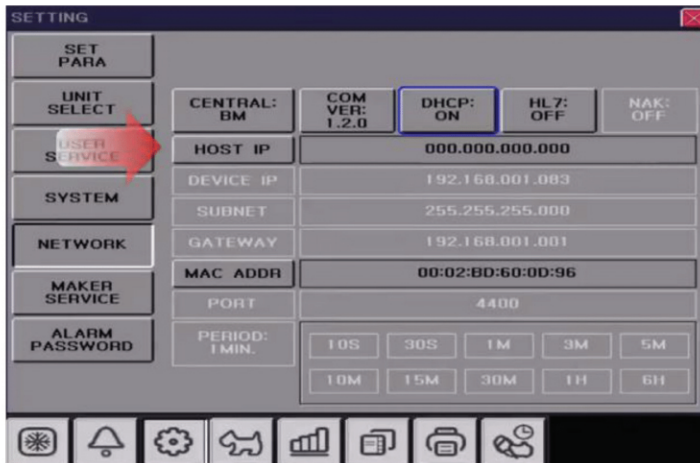 SETTING
SET
PARA
UNIT
SELECT
USER
SERVICE
SYSTEM
NETWORK
MAKER
SERVICE
ALARM
PASSWORD
CENTRAL:
BM
COM
VER:
1.2.0
DHCP:
ON
HL7:
OFF
NAK:
OFF
HOST IP 000.000.000.000
DEVICE IP 192.168.001.083
SUBNET 255.255.255.000
GATEWAY 192.168.001.001
MAC ADDR 00:02:BD:60:0D:96
PORT 4400
PERIOD:
1MIN.
10S 30S 1M 3M 5M
10M 15M 30M 1H 6H